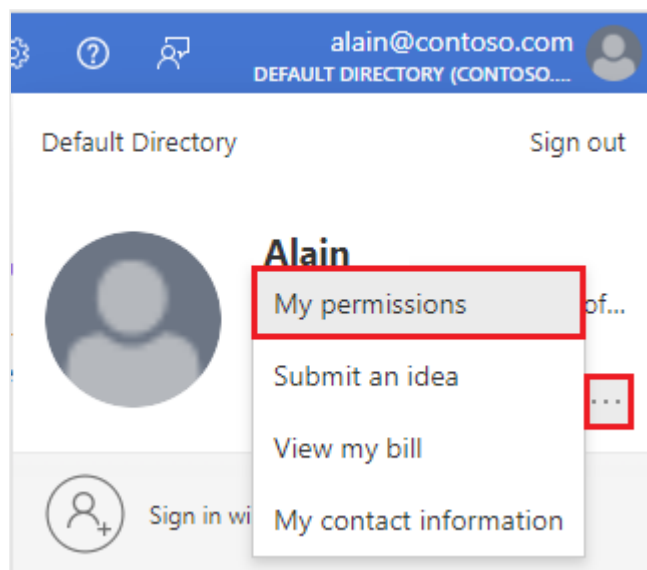 alain@contoso.com
DEFAULT DIRECTORY (CONTOSO....
Default Directory
Sign out
Alain
My permissions
of...
Submit an idea
...
View my bill
Sign in wi
My contact information